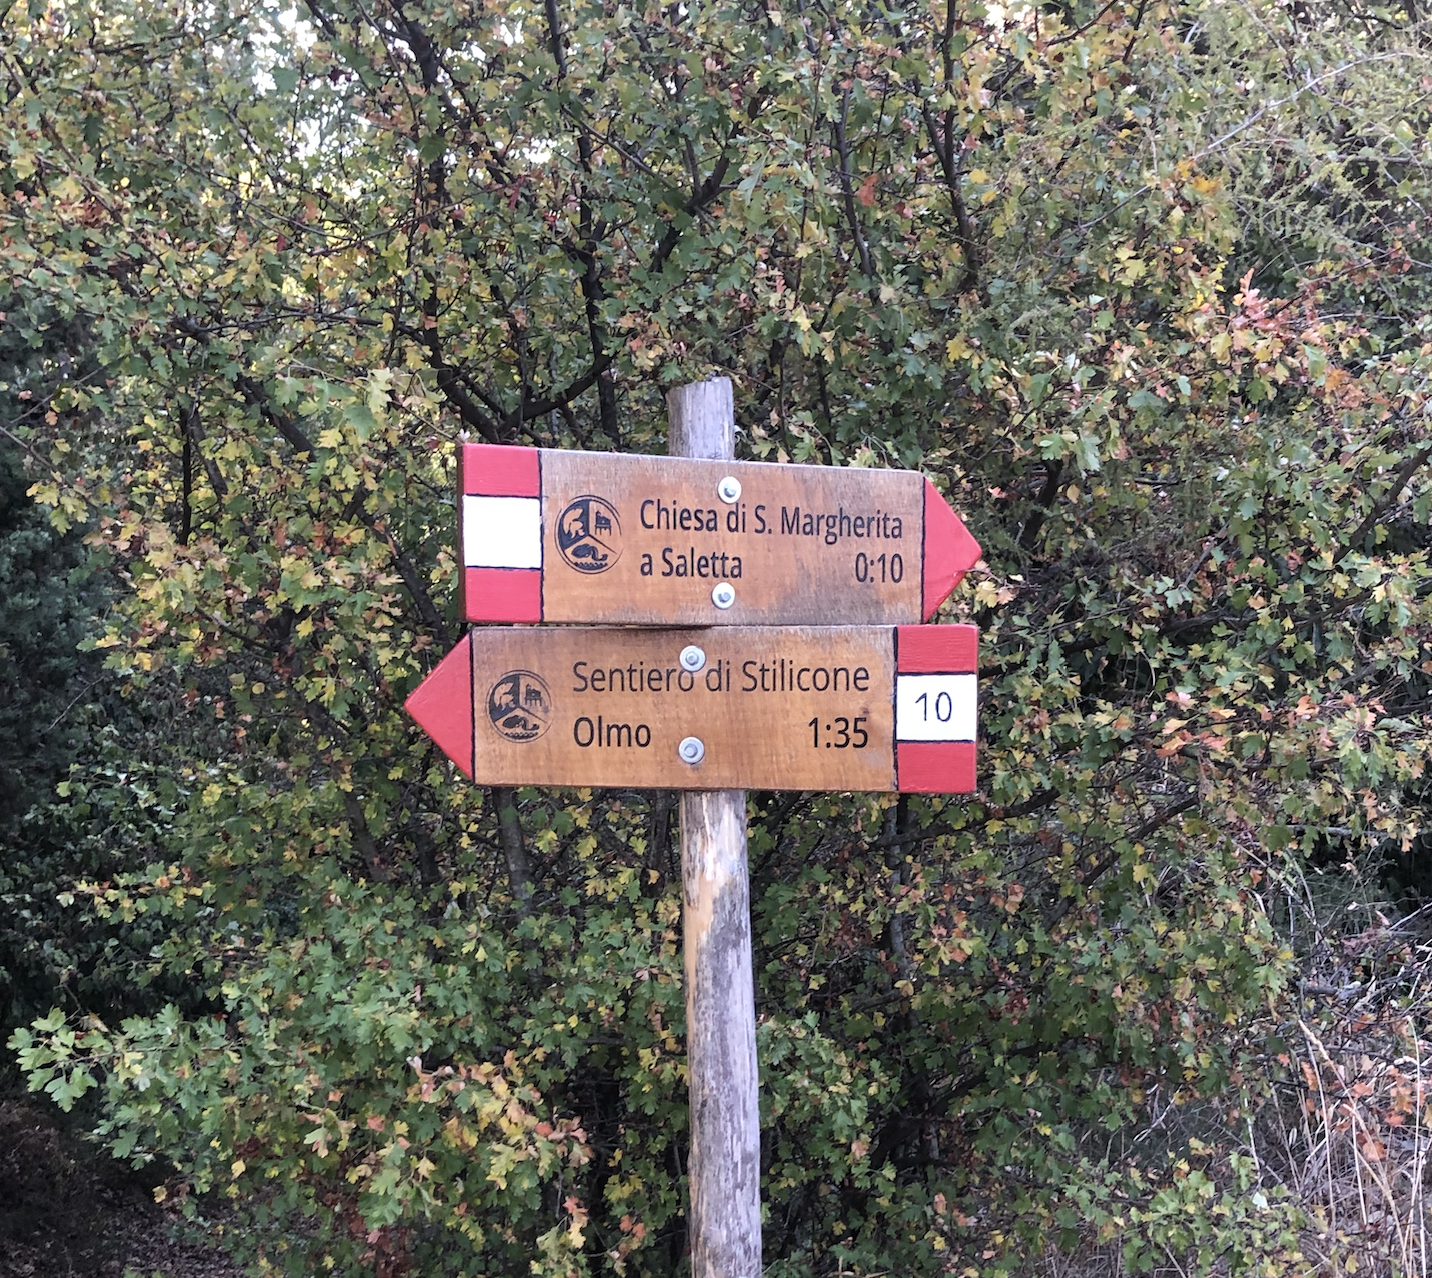 Chiesa di S. Margherita
a Saletta 0:10
Sentiero di Stilicone
Olmo 1:35
10